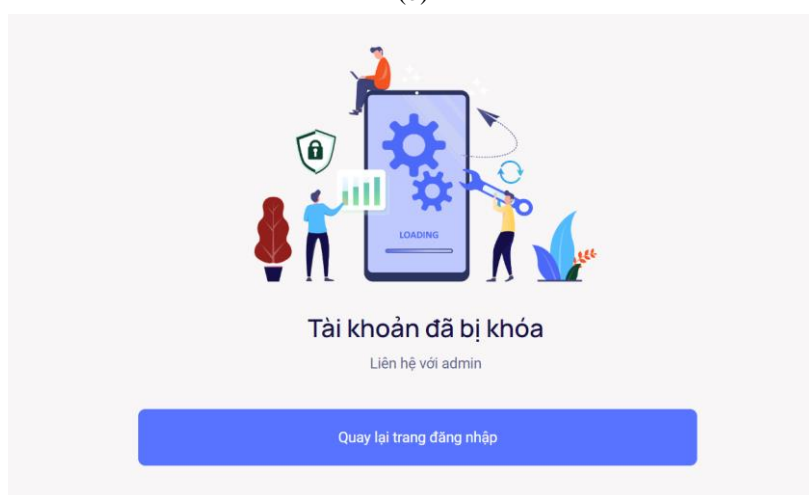 LOADING
Tài khoản đã bị khóa
Liên hệ với admin
Quay lại trang đăng nhập